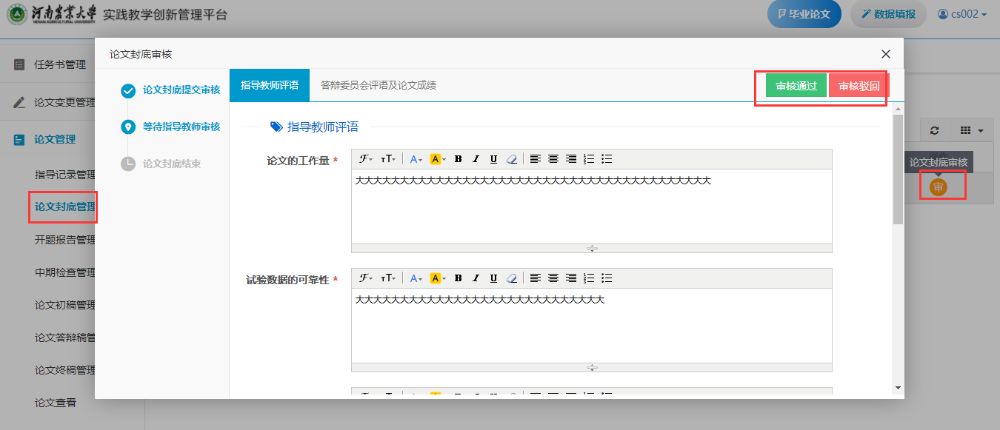 河南农业大学 实践教学创新管理平台
HENAN AGRICULTURAL UNIVERSITY
毕业论文
数据填报
cs002
任务书管理
论文变更管理
论文管理
指导记录管理
论文封底管理
开题报告管理
中期检查管理
论文初稿管理
论文答辩稿管
论文终稿管理
论文查看
论文封底审核
论文封底提交审核
等待指导教师审核
论文封底结束
指导教师评语
答辩委员会评语及论文成绩
审核通过
审核驳回
指导教师评语
论文的工作量 *
大大大大大大大大大大大大大大大大大大大大大大大大大大大大大大大大大大大大大大大大
试验数据的可靠性 *
大大大大大大大大大大大大大大大大大大大大大大大大大大大大
论文封底审核
审